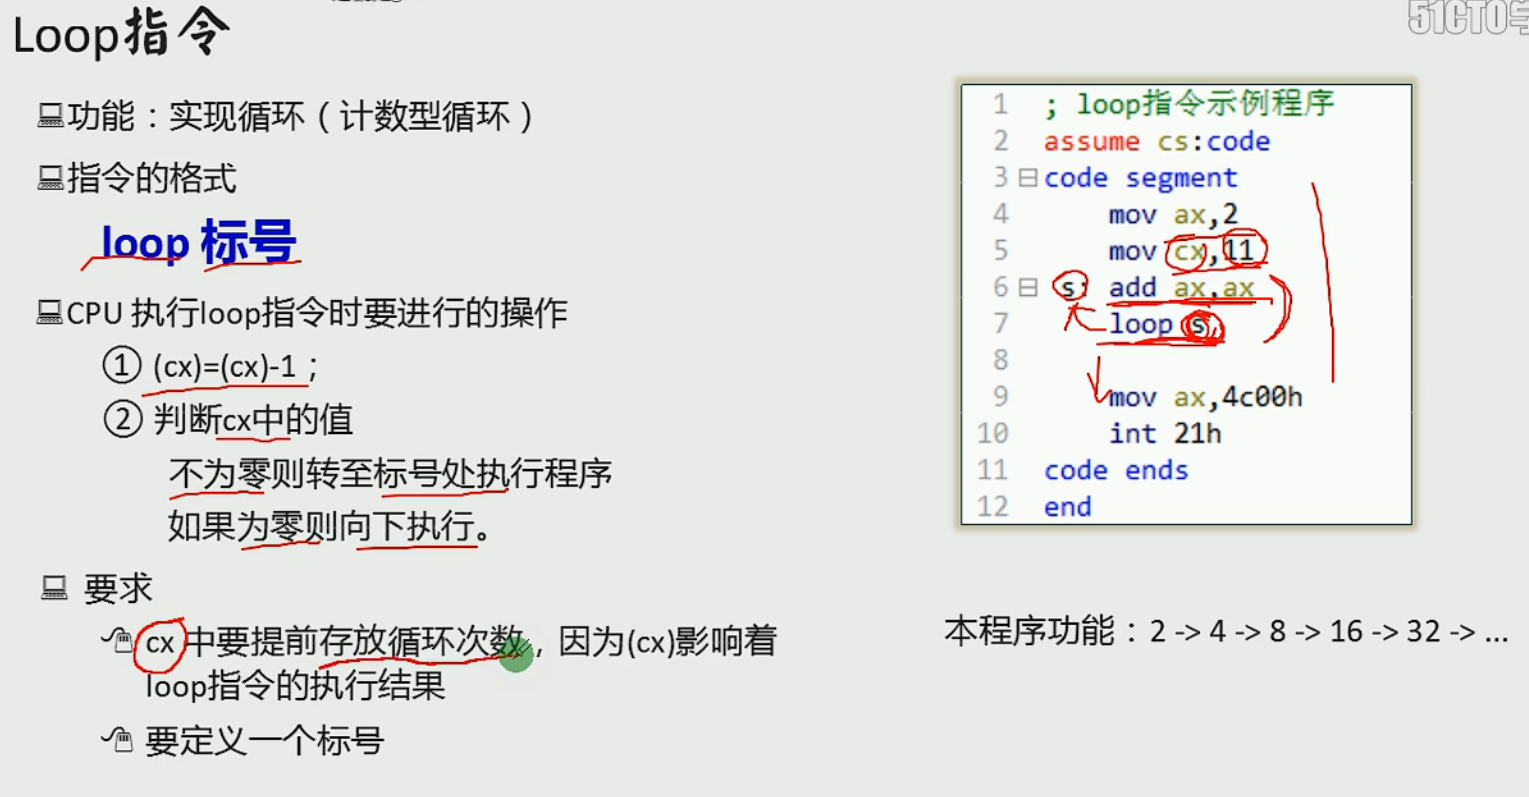 Loop指令
51CTO学
功能：实现循环（计数型循环）
指令的格式
loop 标号
CPU 执行loop指令时要进行的操作
① (cx)=(cx)-1；
② 判断cx中的值
不为零则转至标号处执行程序
如果为零则向下执行。
要求
cx 中要提前存放循环次数，因为(cx)影响着
loop指令的执行结果
要定义一个标号
1 ; loop指令示例程序
2 assume cs:code
3 code segment
4 mov ax,2
5 mov cx,11
6 s: add ax,ax
7 loop s
8
9 mov ax,4c00h
10 int 21h
11 code ends
12 end
本程序功能：2 -> 4 -> 8 -> 16 -> 32 -> ...